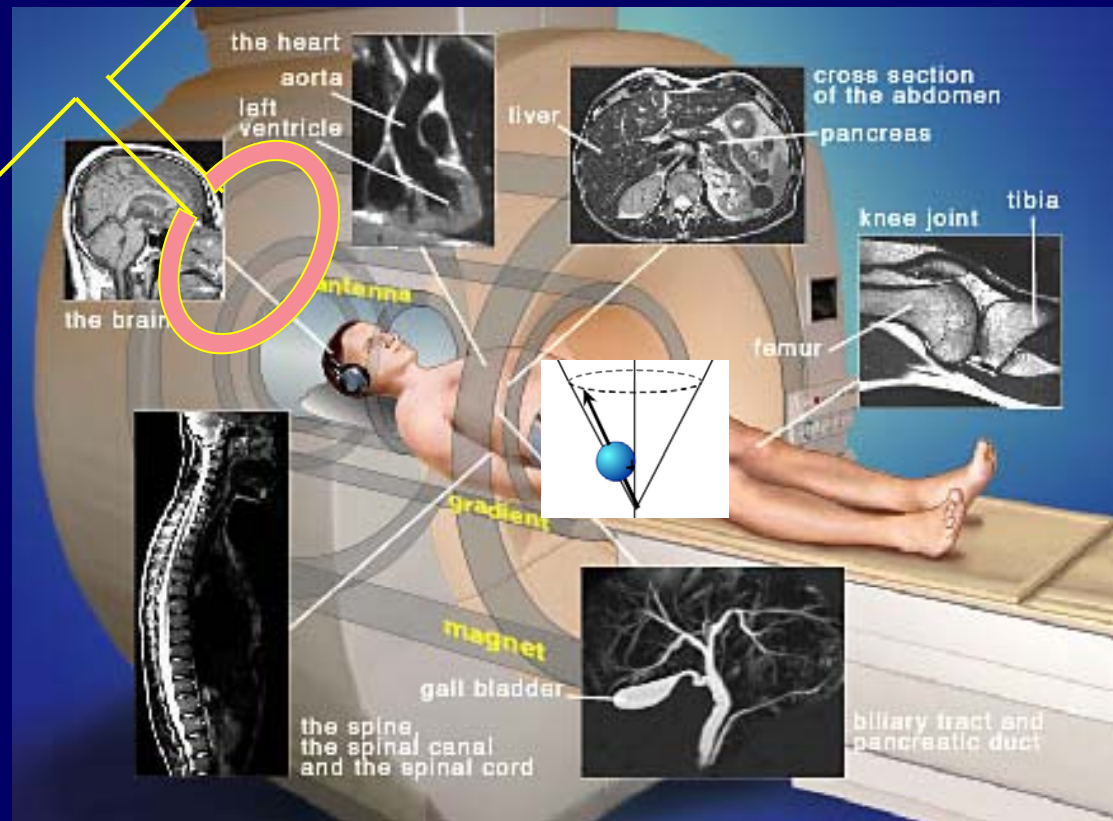 the heart
aorta
left
ventricle
liver
cross section
of the abdomen
pancreas
knee joint
tibia
femur
the brain
antenna
gradient
magnet
gall bladder
the spine,
the spinal canal
and the spinal cord
biliary tract and
pancreatic duct